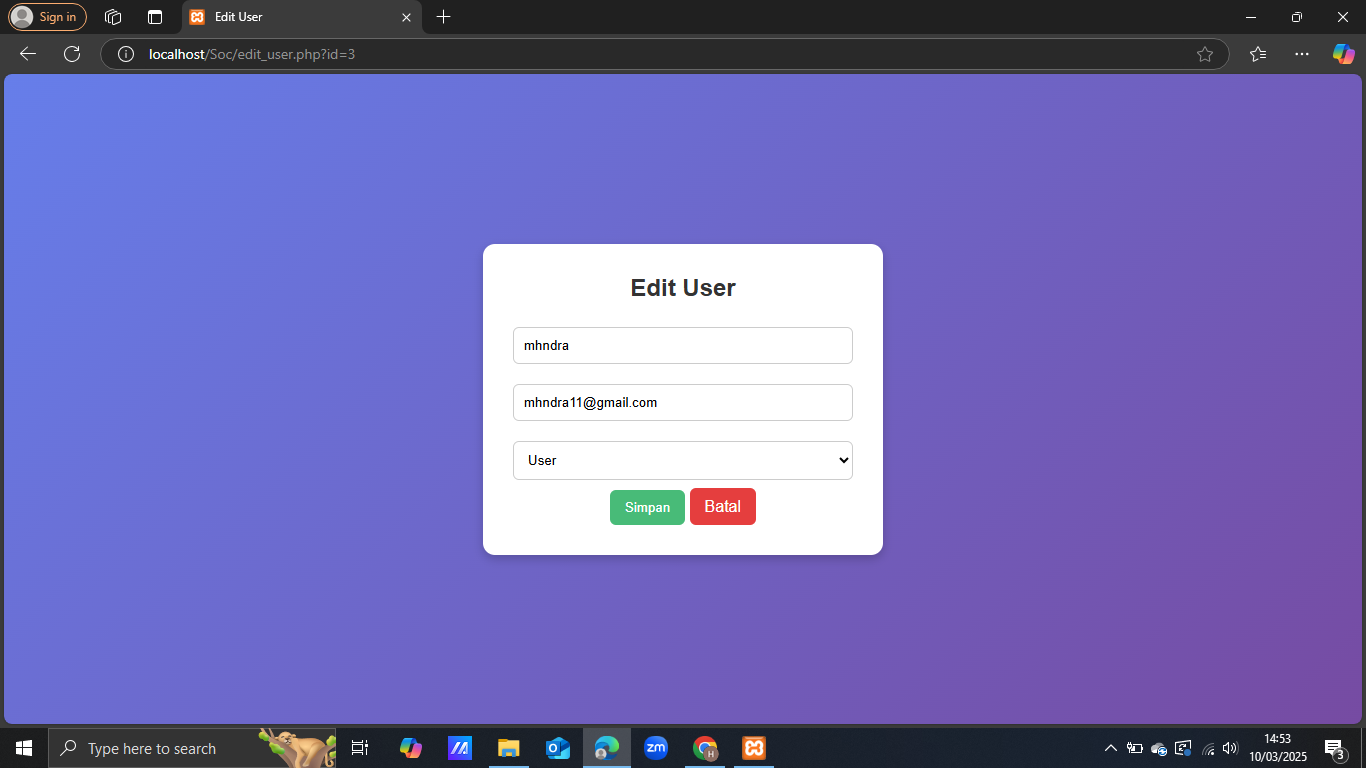 Sign in
Edit User
localhost/Soc/edit_user.php?id=3
Edit User
mhndra
mhndra11@gmail.com
User
Simpan Batal
Type here to search
zm
H
14:53
10/03/2025
3